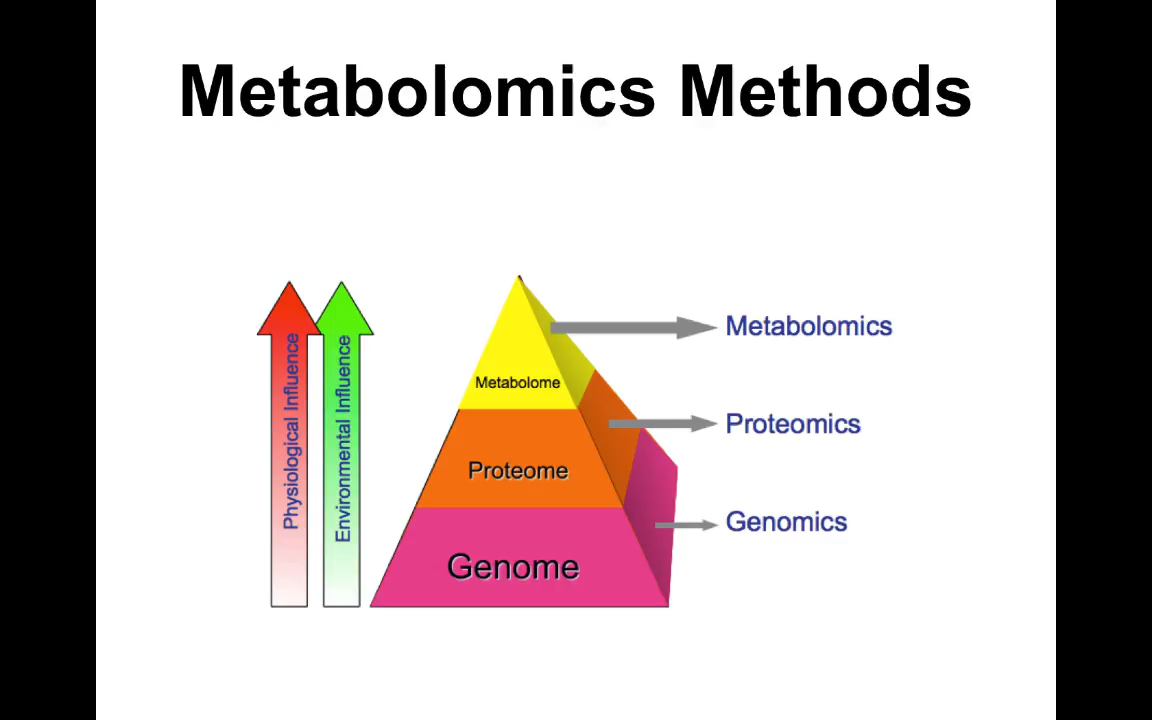 Metabolomics Methods
Physiological Influence
Environmental Influence
Metabolome
Proteome
Genome
Metabolomics
Proteomics
Genomics